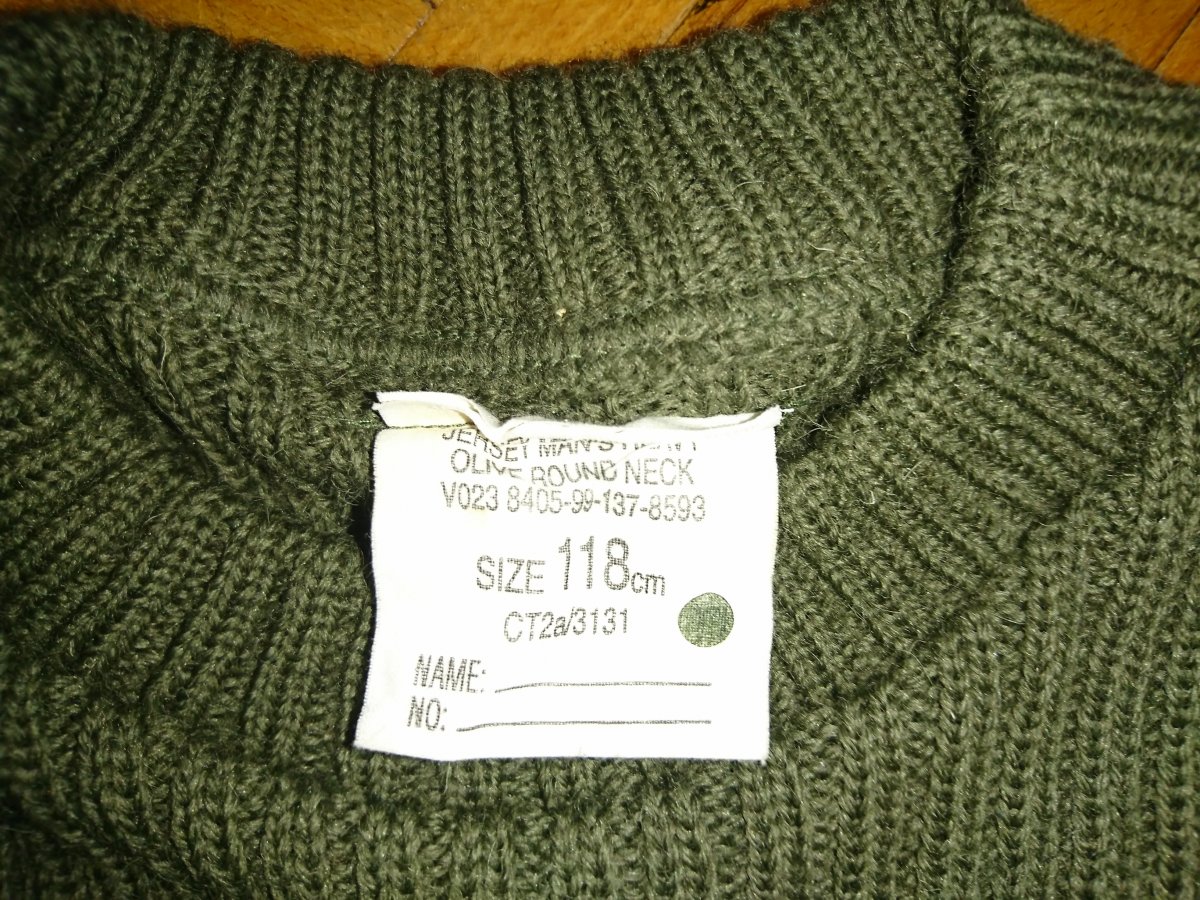 JERSEY MAN'S HEAVY
OLIVE ROUND NECK
V023 8405-99-137-8593
SIZE 118cm
CT2a/3131
NAME:
NO: